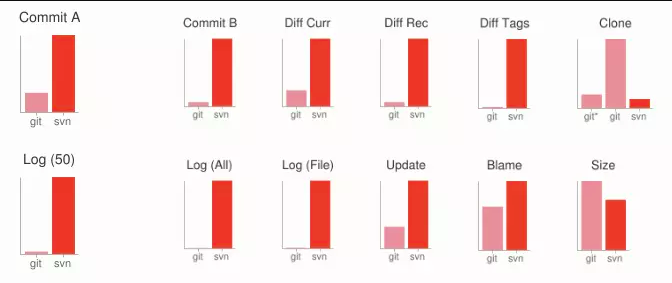 Commit A
Commit B
Diff Curr
Diff Rec
Diff Tags
Clone
git svn
git svn
git svn
git svn
git svn
git* git svn
Log (50)
Log (All)
Log (File)
Update
Blame
Size
git svn
git svn
git svn
git svn
git svn
git svn